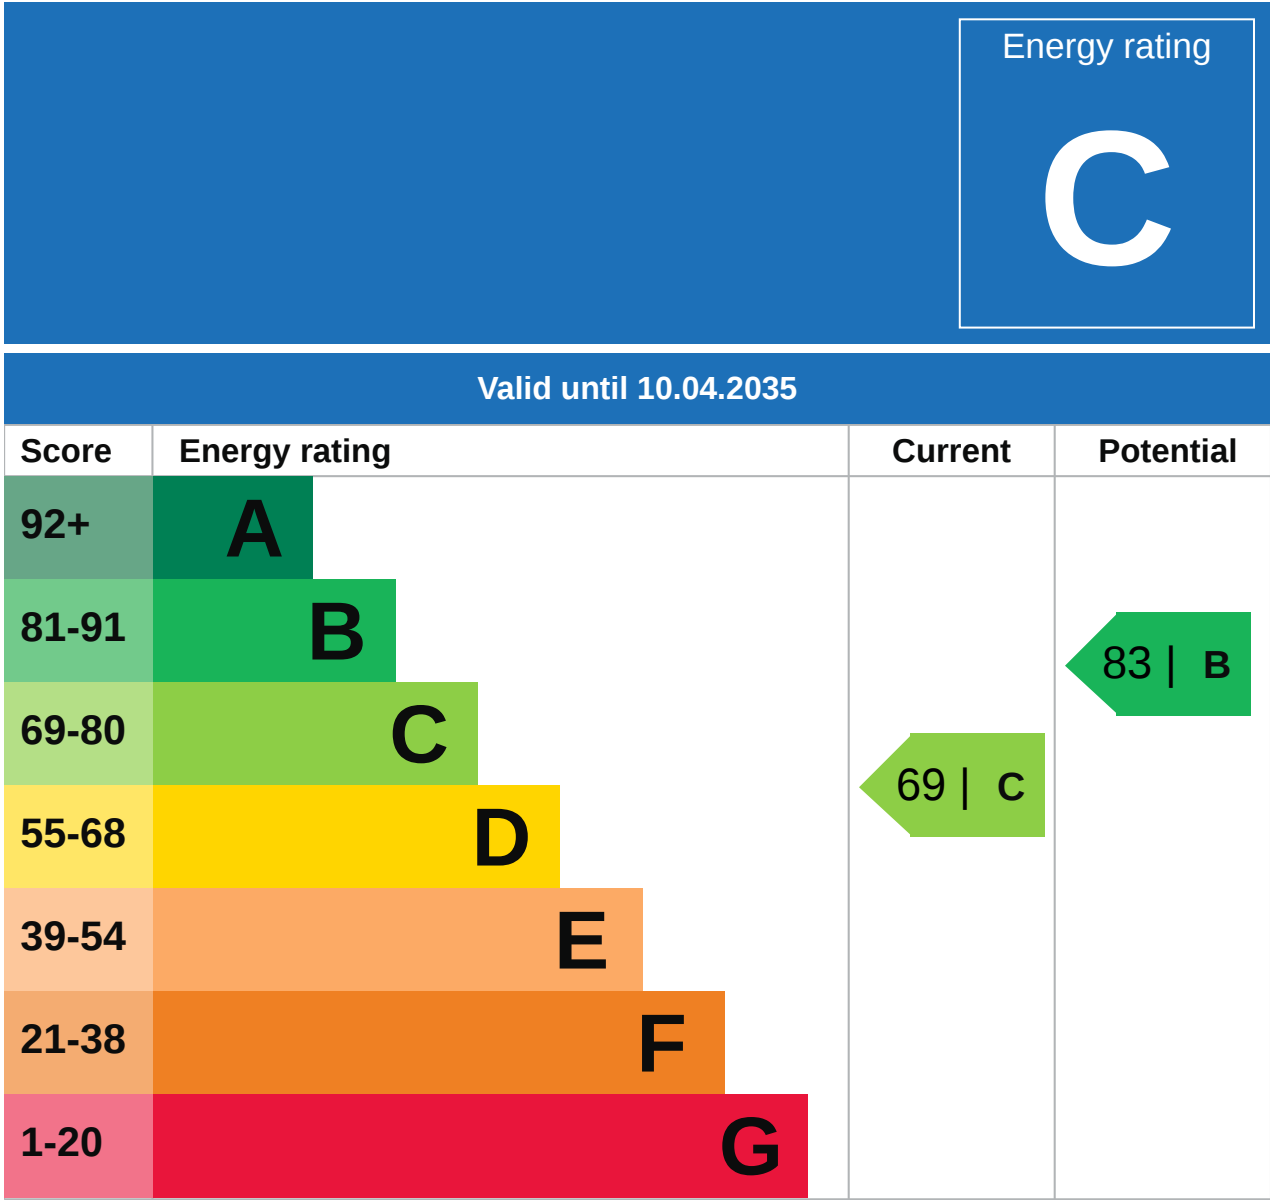 Energy rating
C
Valid until 10.04.2035
Score Energy rating Current Potential
92+ A
81-91 B
83 | B
69-80 C
69 | C
55-68 D
39-54 E
21-38 F
1-20 G